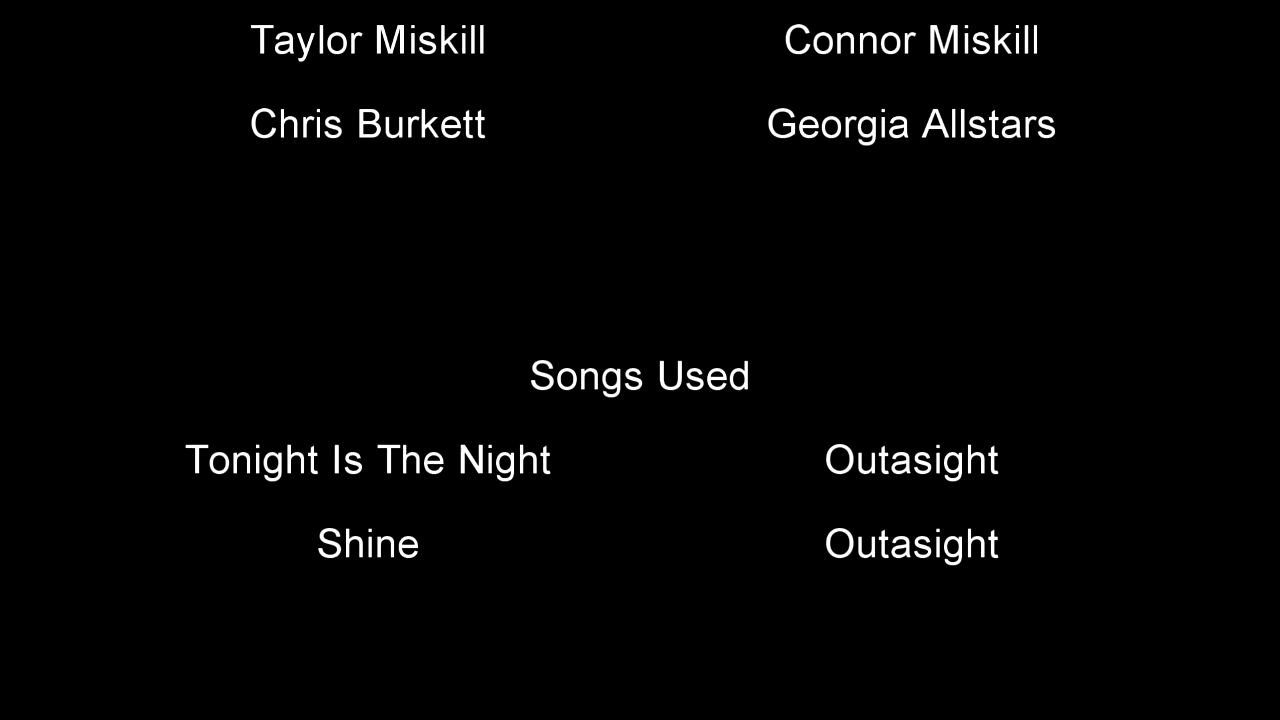 Taylor Miskill Connor Miskill
Chris Burkett Georgia Allstars
Songs Used
Tonight Is The Night Outasight
Shine Outasight